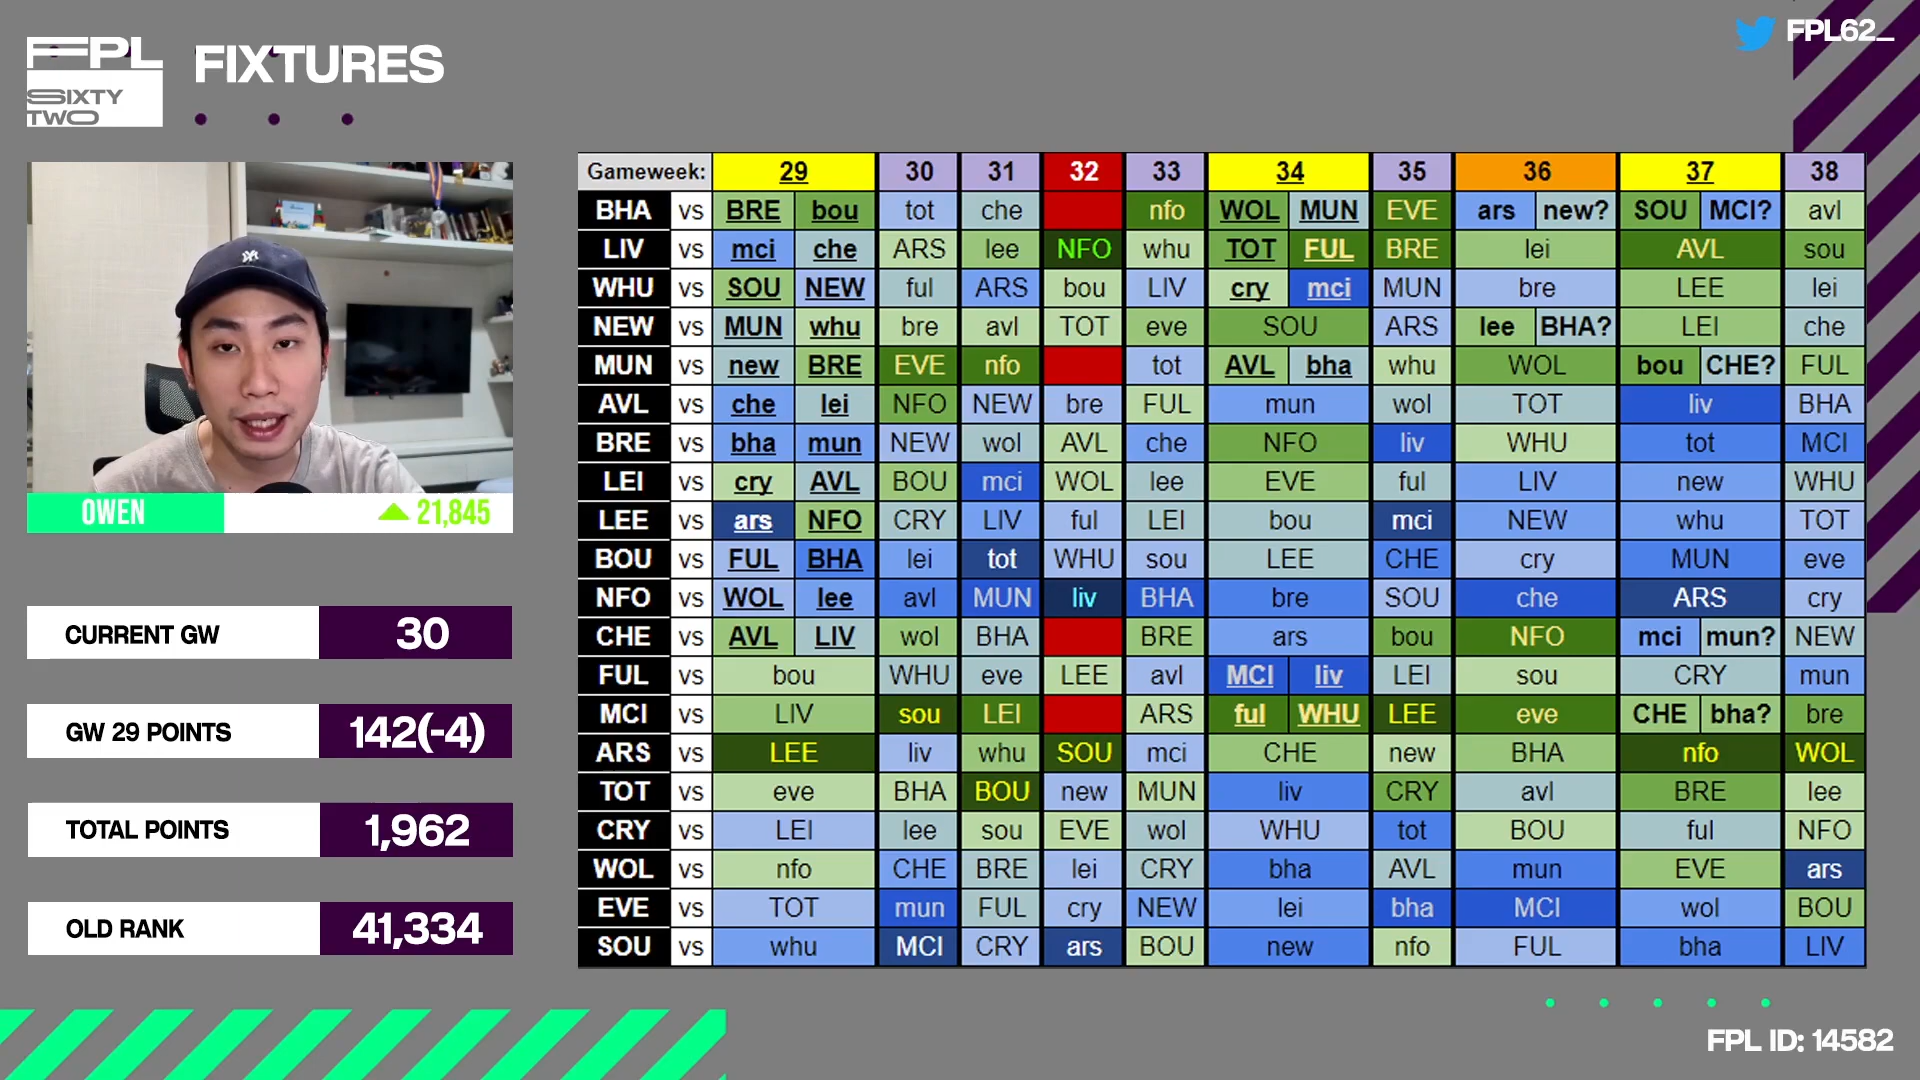 FPL
SIXTY
TWO
FIXTURES
FPL62_
OWEN 21,845
CURRENT GW 30
GW 29 POINTS 142(-4)
TOTAL POINTS 1,962
OLD RANK 41,334
Gameweek: 29 30 31 32 33 34 35 36 37 38
BHA vs BRE bou tot che nfo WOL MUN EVE ars new? SOU MCI? avl
LIV vs mci che ARS lee NFO whu TOT FUL BRE lei AVL sou
WHU vs SOU NEW ful ARS bou LIV cry mci MUN bre LEE lei
NEW vs MUN whu bre avl TOT eve SOU ARS lee BHA? LEI che
MUN vs new BRE EVE nfo tot AVL bha whu WOL bou CHE? FUL
AVL vs che lei NFO NEW bre FUL mun wol TOT liv BHA
BRE vs bha mun NEW wol AVL che NFO liv WHU tot MCI
LEI vs cry AVL BOU mci WOL lee EVE ful LIV new WHU
LEE vs ars NFO CRY LIV ful LEI bou mci NEW whu TOT
BOU vs FUL BHA lei tot WHU sou LEE CHE cry MUN eve
NFO vs WOL lee avl MUN liv BHA bre SOU che ARS cry
CHE vs AVL LIV wol BHA BRE ars bou NFO mci mun? NEW
FUL vs bou WHU eve LEE avl MCI liv LEI sou CRY mun
MCI vs LIV sou LEI ARS ful WHU LEE eve CHE bha? bre
ARS vs LEE liv whu SOU mci CHE new BHA nfo WOL
TOT vs eve BHA BOU new MUN liv CRY avl BRE lee
CRY vs LEI lee sou EVE wol WHU tot BOU ful NFO
WOL vs nfo CHE BRE lei CRY bha AVL mun EVE ars
EVE vs TOT mun FUL cry NEW lei bha MCI wol BOU
SOU vs whu MCI CRY ars BOU new nfo FUL bha LIV
FPL ID: 14582